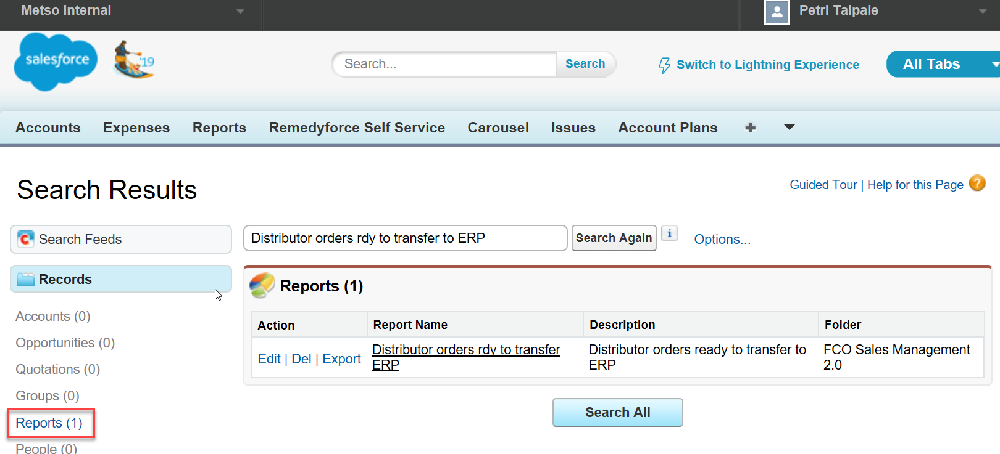 Metso Internal
Petri Taipale
salesforce
'19
Search...
Search
Switch to Lightning Experience
All Tabs
Accounts
Expenses
Reports
Remedyforce Self Service
Carousel
Issues
Account Plans
Search Results
Guided Tour | Help for this Page
?
Search Feeds
Distributor orders rdy to transfer to ERP
Search Again
i
Options...
Records
Reports (1)
Action
Report Name
Description
Folder
Edit | Del | Export
Distributor orders rdy to transfer
ERP
Distributor orders ready to transfer to
ERP
FCO Sales Management
2.0
Search All
Accounts (0)
Opportunities (0)
Quotations (0)
Groups (0)
Reports (1)
People (0)